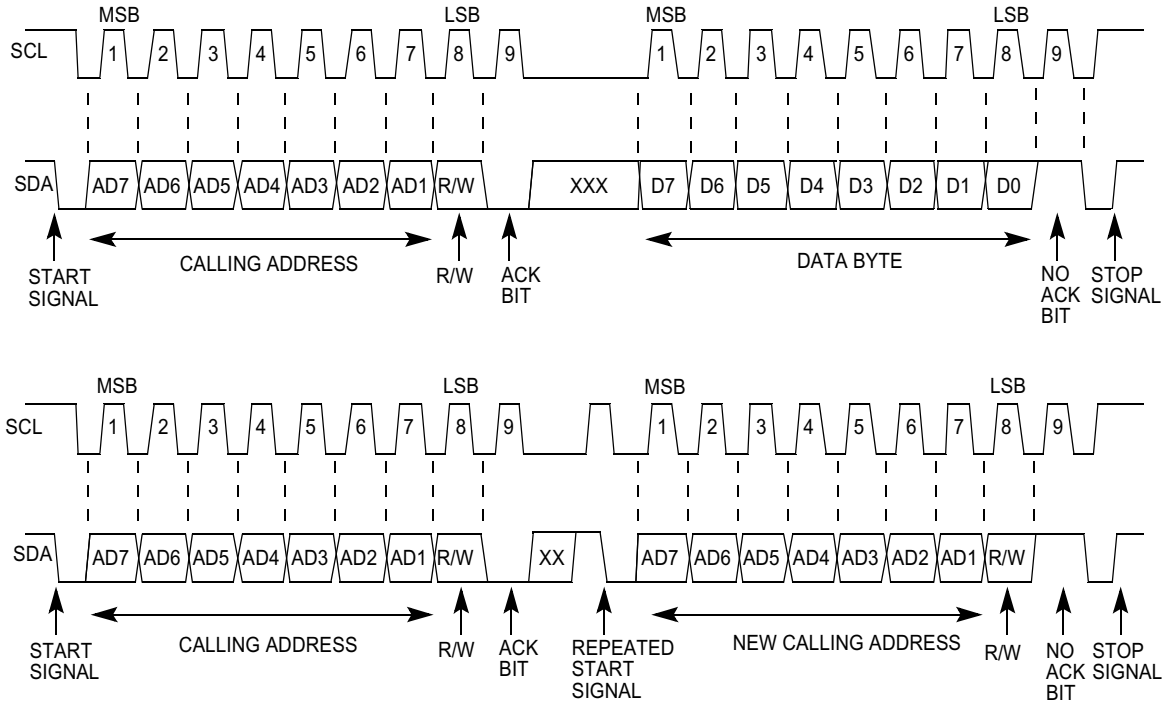 MSB LSB MSB LSB
SCL 1 2 3 4 5 6 7 8 9 1 2 3 4 5 6 7 8 9
SDA AD7 AD6 AD5 AD4 AD3 AD2 AD1 R/W XXX D7 D6 D5 D4 D3 D2 D1 D0
START SIGNAL
CALLING ADDRESS
R/W
ACK BIT
DATA BYTE
NO ACK BIT
STOP SIGNAL
MSB LSB MSB LSB
SCL 1 2 3 4 5 6 7 8 9 1 2 3 4 5 6 7 8 9
SDA AD7 AD6 AD5 AD4 AD3 AD2 AD1 R/W XX AD7 AD6 AD5 AD4 AD3 AD2 AD1 R/W
START SIGNAL
CALLING ADDRESS
R/W
ACK BIT
REPEATED START SIGNAL
NEW CALLING ADDRESS
R/W
NO ACK BIT
STOP SIGNAL